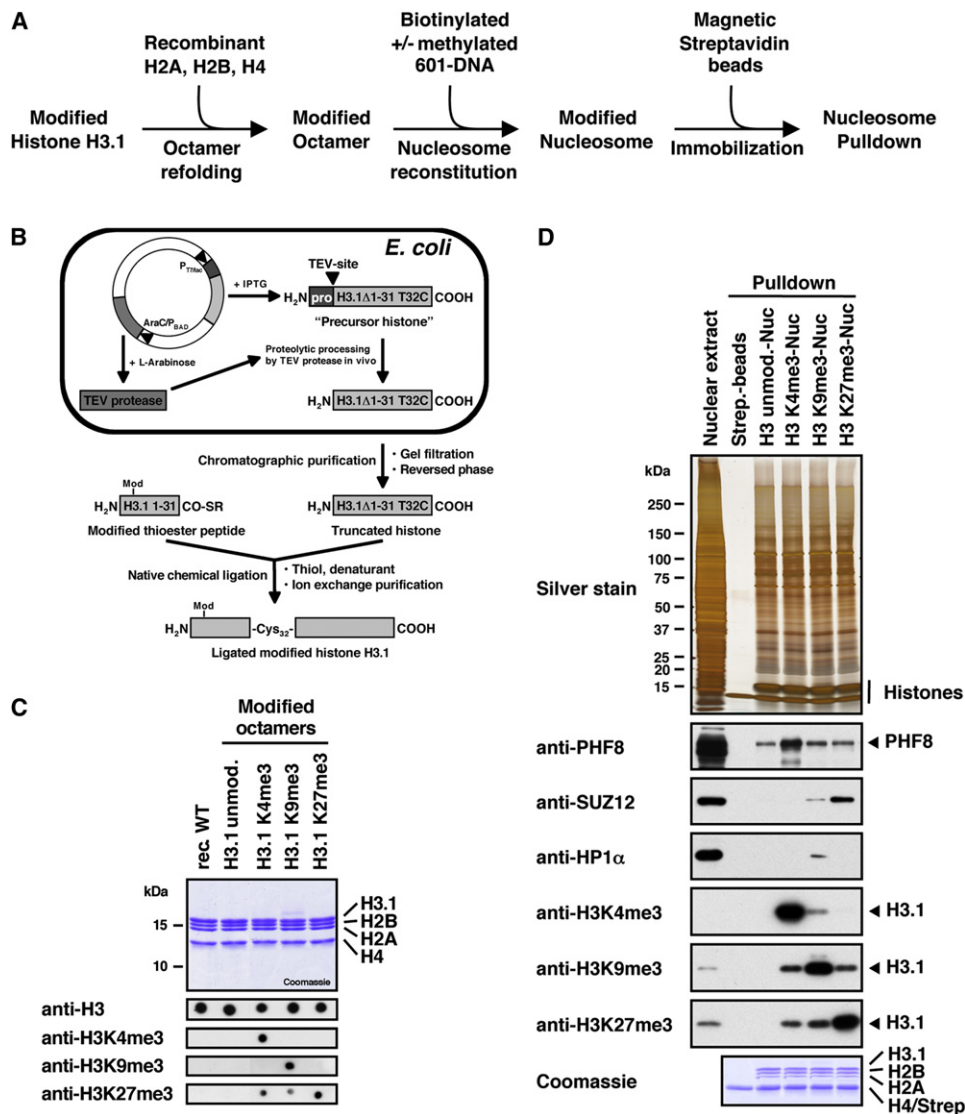 A
Recombinant
H2A, H2B, H4
Biotinylated
+/- methylated
601-DNA
Magnetic
Streptavidin
beads
Modified
Histone H3.1
Octamer
refolding
Modified
Octamer
Nucleosome
reconstitution
Modified
Nucleosome
Immobilization
Nucleosome
Pulldown
B
E. coli
P T7/lac
AraC/P BAD
+ IPTG
TEV-site
H2N pro H3.1Δ1-31 T32C COOH
"Precursor histone"
+ L-Arabinose
Proteolytic processing
by TEV protease in vivo
TEV protease
H2N H3.1Δ1-31 T32C COOH
Chromatographic purification
• Gel filtration
• Reversed phase
Mod
H2N H3.1 1-31 CO-SR
Modified thioester peptide
H2N H3.1Δ1-31 T32C COOH
Truncated histone
Native chemical ligation
• Thiol, denaturant
• Ion exchange purification
Mod
H2N -Cys32- COOH
Ligated modified histone H3.1
C
Modified
octamers
rec. WT
H3.1 unmod.
H3.1 K4me3
H3.1 K9me3
H3.1 K27me3
kDa
15
10
H3.1
H2B
H2A
H4
Coomassie
anti-H3
anti-H3K4me3
anti-H3K9me3
anti-H3K27me3
D
Pulldown
Nuclear extract
Strep.-beads
H3 unmod.-Nuc
H3 K4me3-Nuc
H3 K9me3-Nuc
H3 K27me3-Nuc
kDa
250
150
100
75
50
37
25
20
15
Silver stain
Histones
anti-PHF8
PHF8
anti-SUZ12
anti-HP1α
anti-H3K4me3
H3.1
anti-H3K9me3
H3.1
anti-H3K27me3
H3.1
Coomassie
H3.1
H2B
H2A
H4/Strep